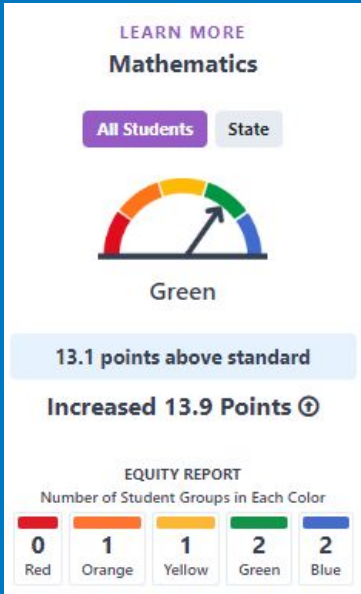 LEARN MORE
Mathematics
All Students State
Green
13.1 points above standard
Increased 13.9 Points
EQUITY REPORT
Number of Student Groups in Each Color
0 1 1 2 2
Red Orange Yellow Green Blue